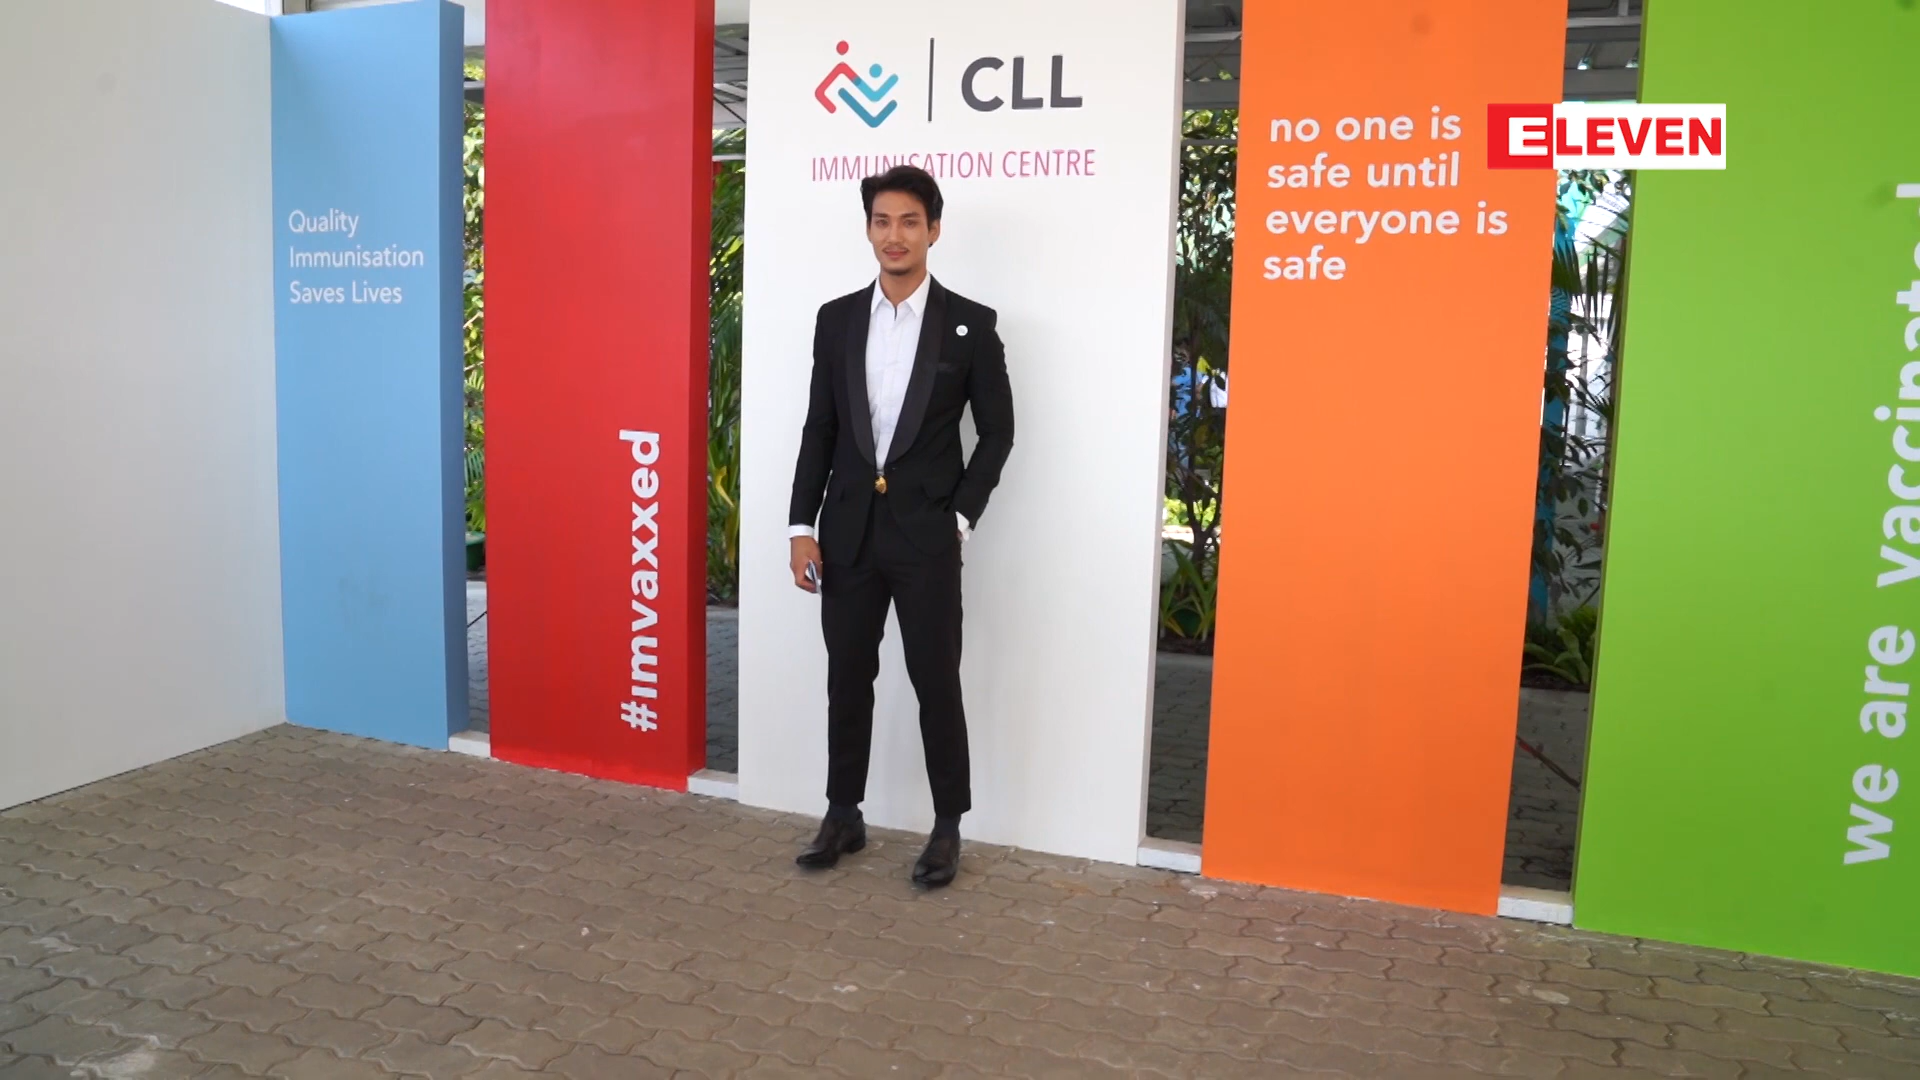 Quality
Immunisation
Saves Lives
#imvaxxed
CLL
IMMUNISATION CENTRE
no one is
safe until
everyone is
safe
ELEVEN
we are vaccinated